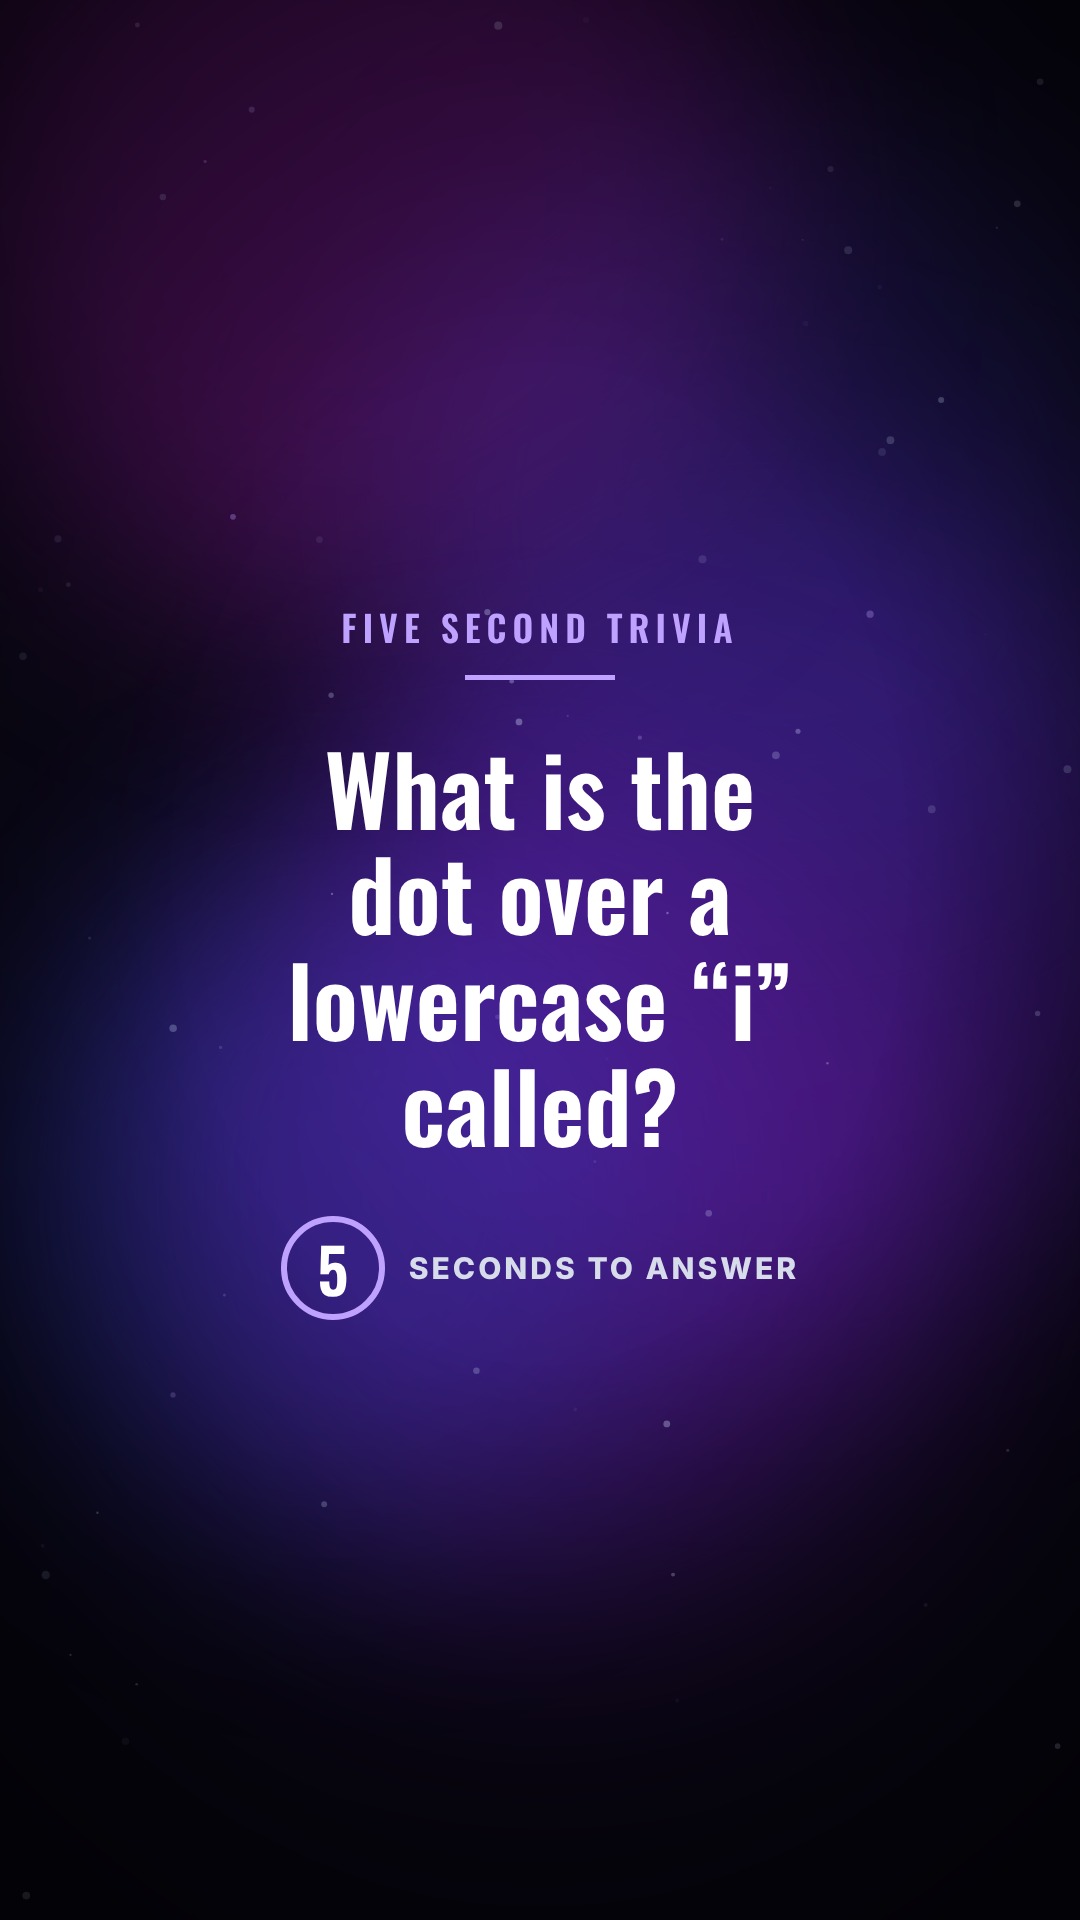 FIVE SECOND TRIVIA
What is the
dot over a
lowercase “i”
called?
5 SECONDS TO ANSWER